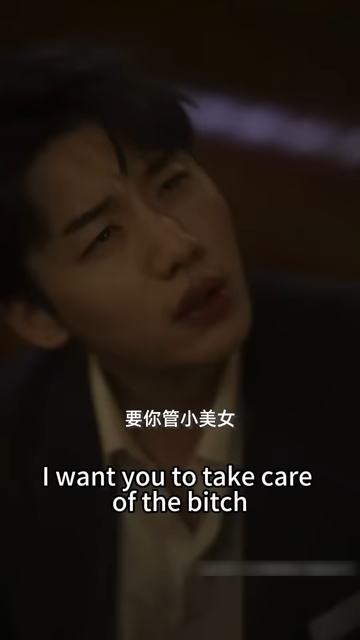 要你管小美女
I want you to take care
of the bitch